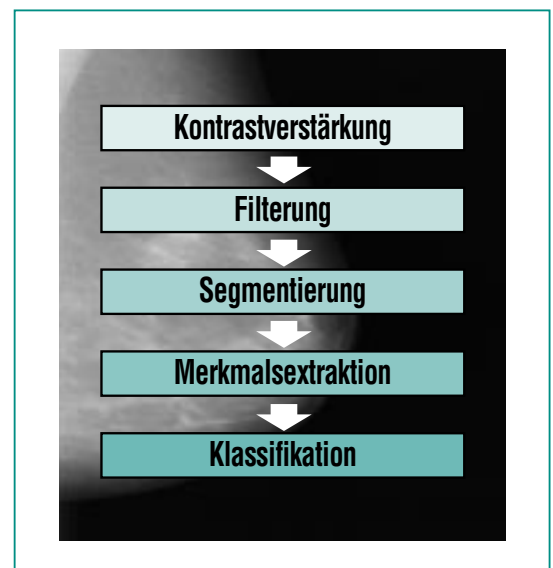 Kontrastverstärkung
Filterung
Segmentierung
Merkmalsextraktion
Klassifikation